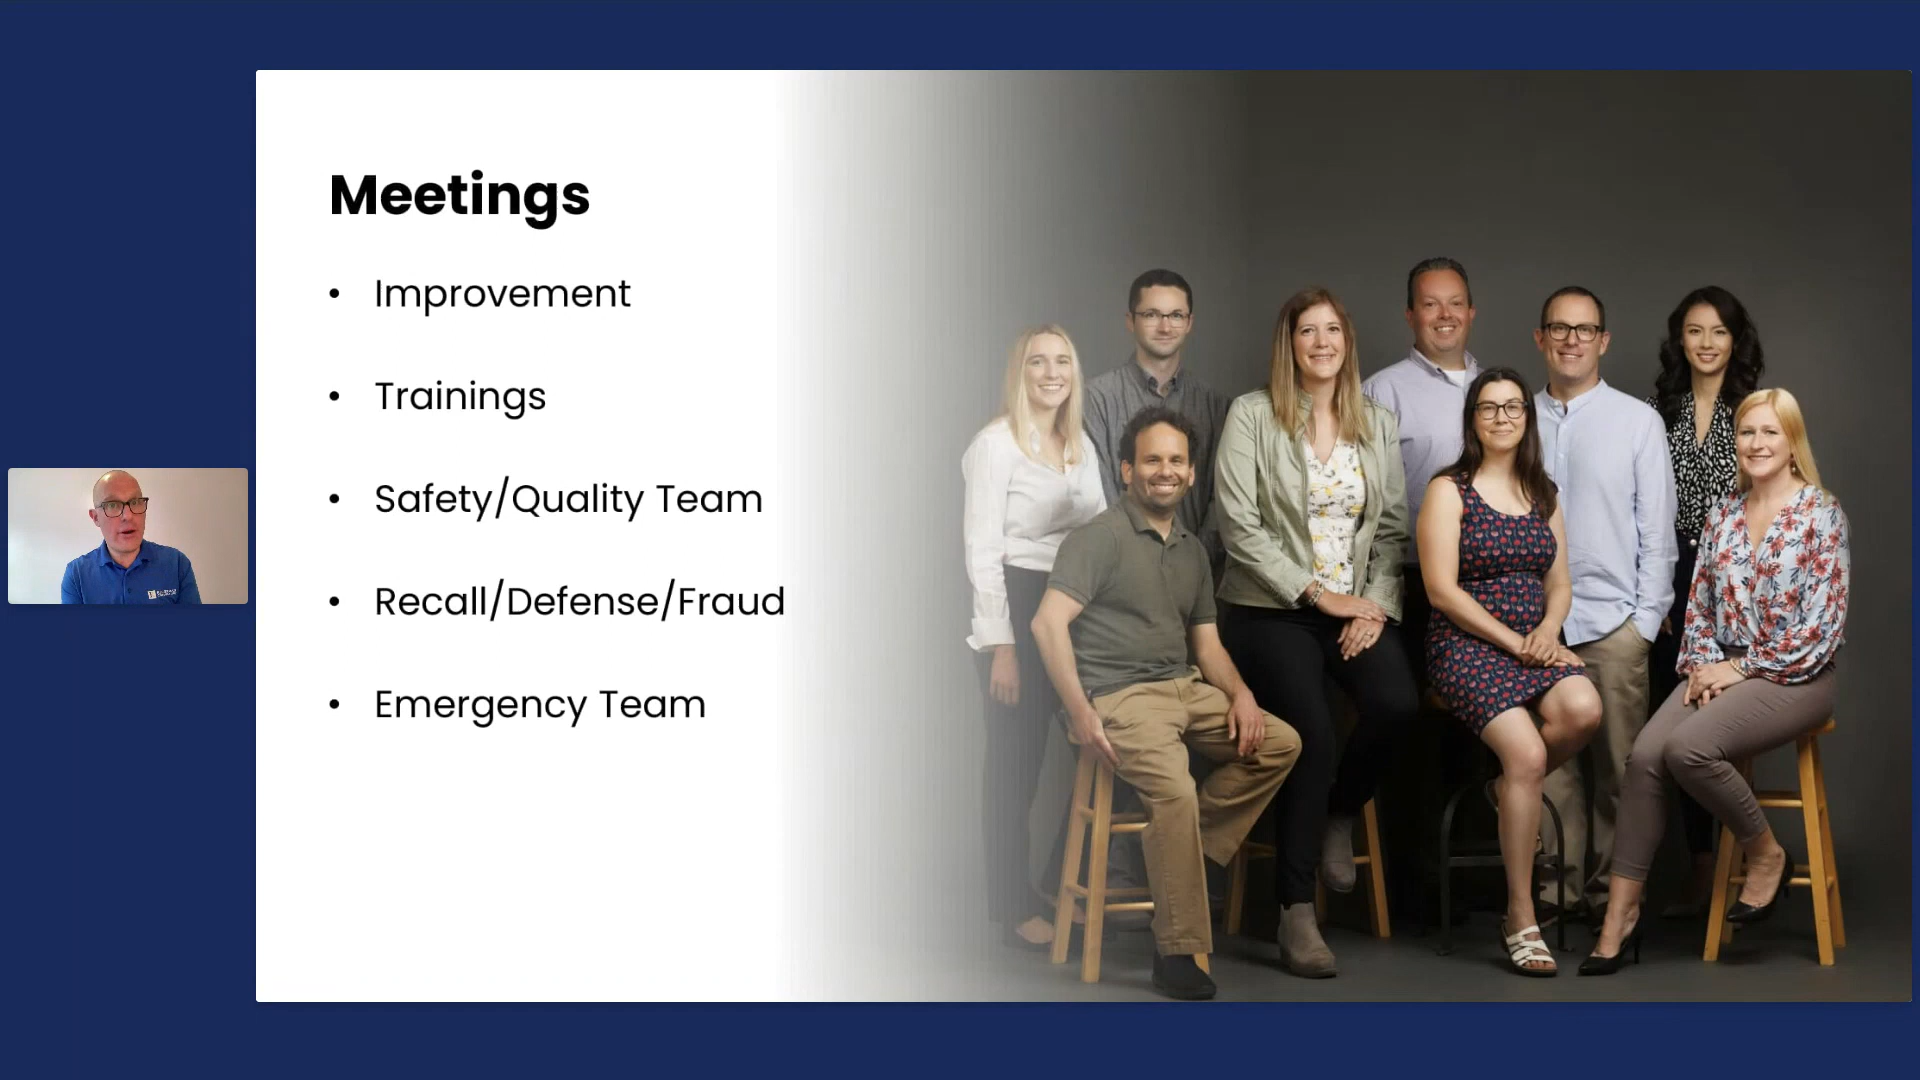 Meetings
• Improvement
• Trainings
• Safety/Quality Team
• Recall/Defense/Fraud
• Emergency Team